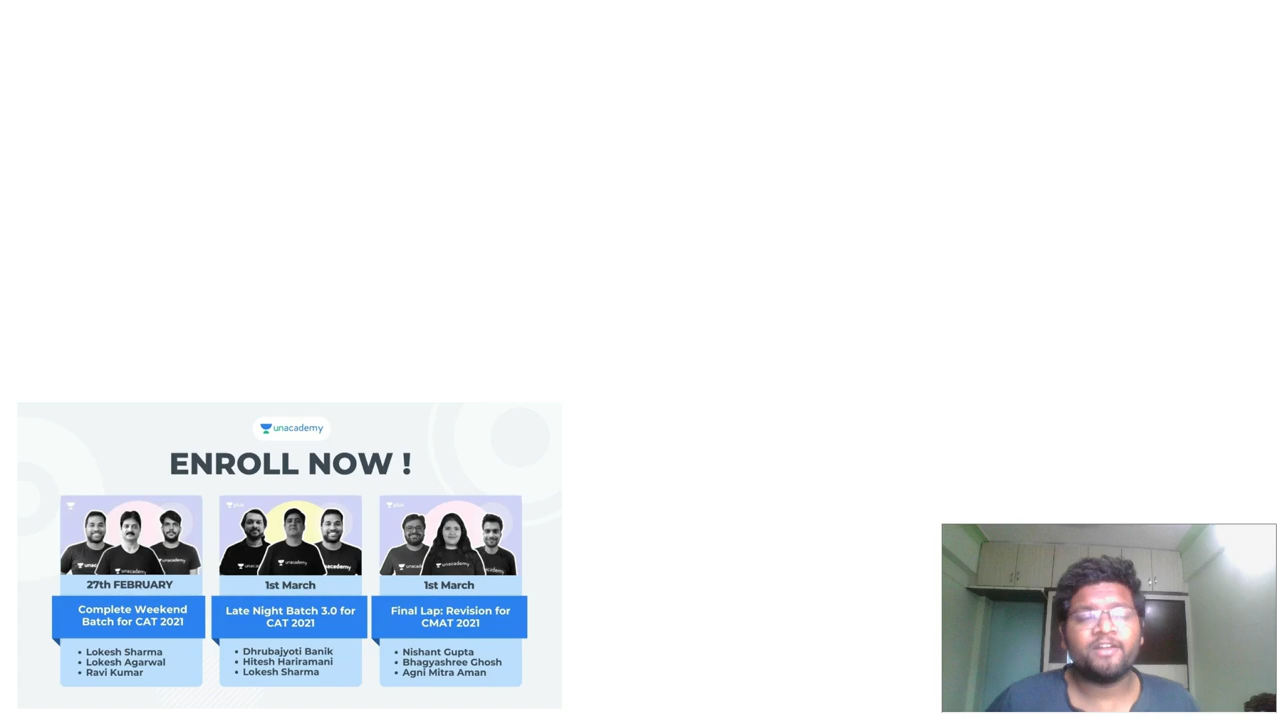 unacademy
ENROLL NOW !
plus
plus
27th FEBRUARY
Complete Weekend
Batch for CAT 2021
Lokesh Sharma
Lokesh Agarwal
Ravi Kumar
1st March
Late Night Batch 3.0 for
CAT 2021
Dhrubajyoti Banik
Hitesh Hariramani
Lokesh Sharma
1st March
Final Lap: Revision for
CMAT 2021
Nishant Gupta
Bhagyashree Ghosh
Agni Mitra Aman